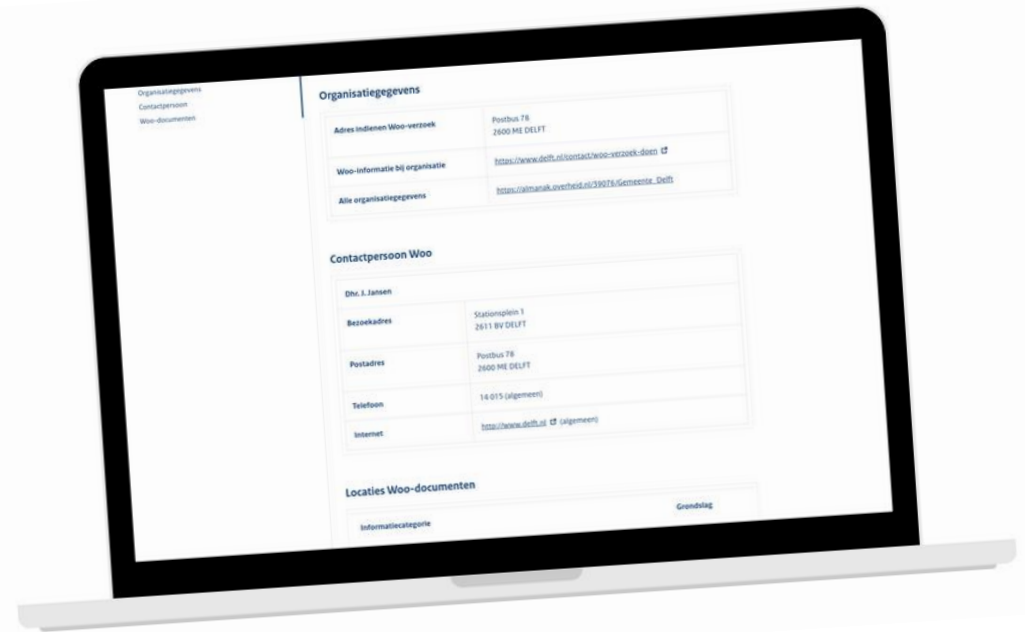 Organisatiegegevens
Contactpersoon
Woo-documenten
Organisatiegegevens
Adres indienen Woo-verzoek
Postbus 78
2600 ME DELFT
Woo-informatie bij organisatie
https://www.delft.nl/contact/woo-verzoek-doen
Alle organisatiegegevens
https://almanak.overheid.nl/39076/Gemeente_Delft
Contactpersoon Woo
Dhr. J. Jansen
Bezoekadres
Stationsplein 1
2611 BV DELFT
Postadres
Postbus 78
2600 ME DELFT
Telefoon
14 015 (algemeen)
Internet
http://www.delft.nl (algemeen)
Locaties Woo-documenten
Informatiecategorie
Grondslag